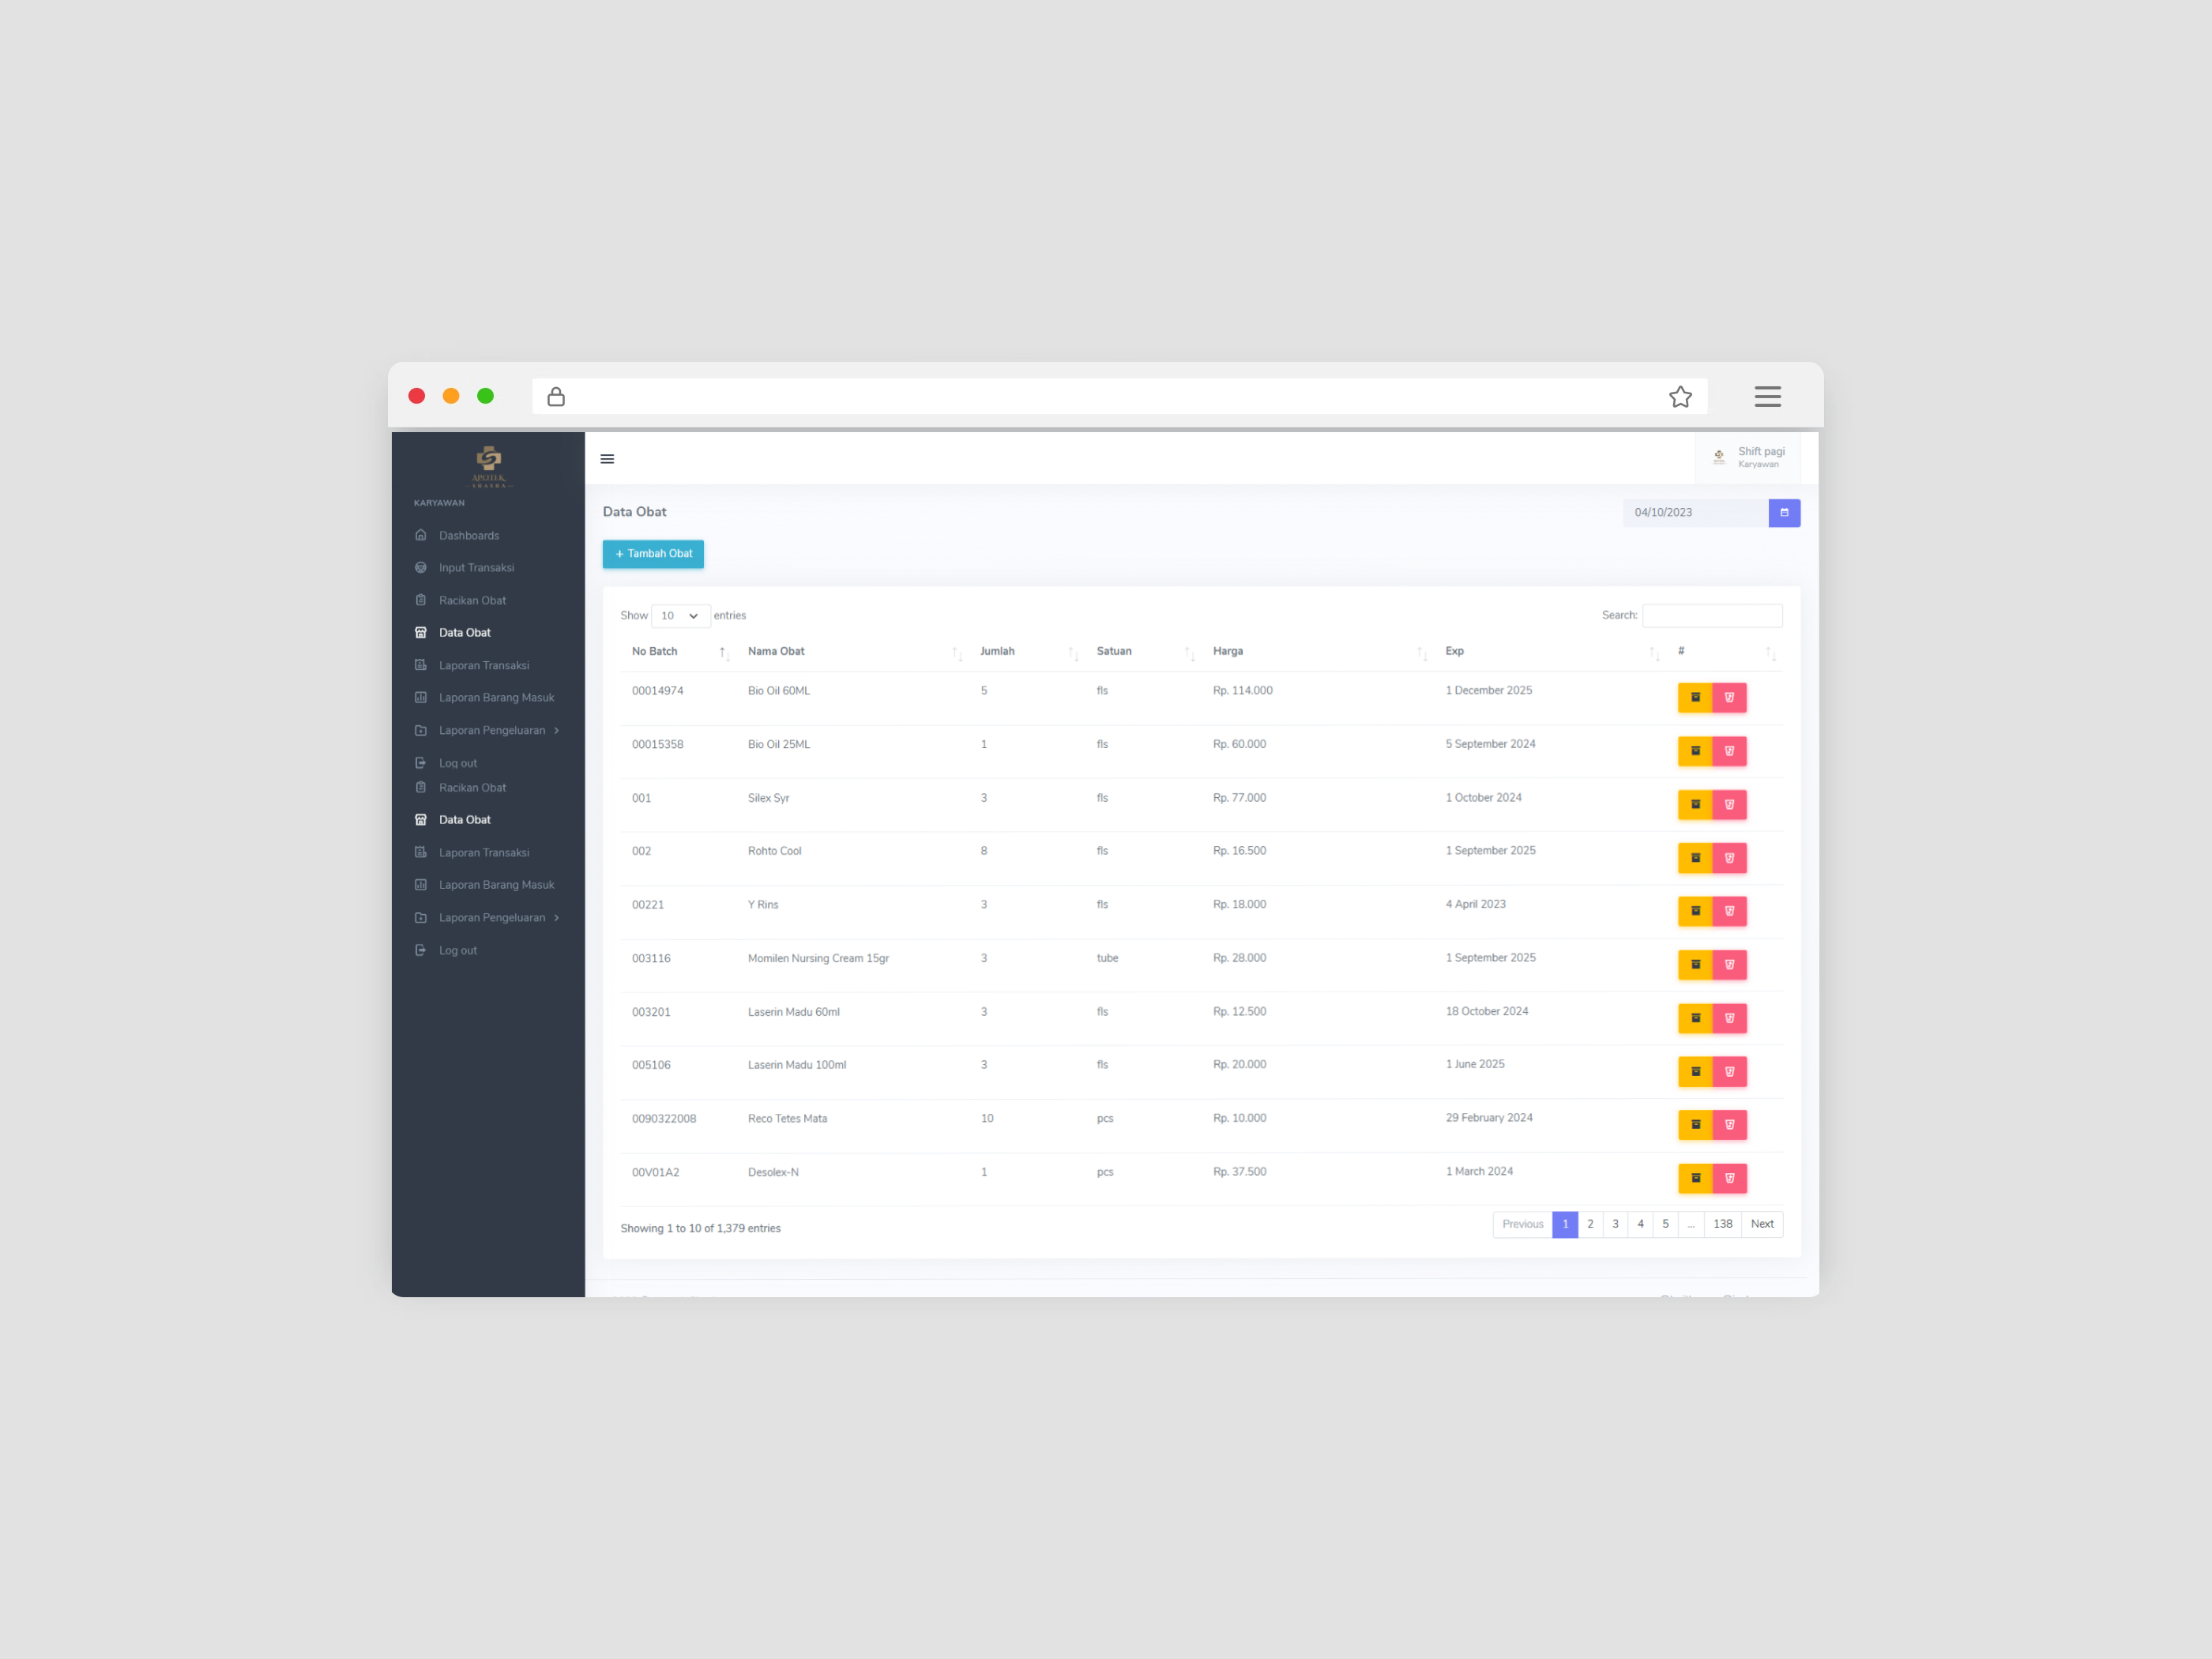 APOTEK
KARYAWAN
Dashboards
Input Transaksi
Racikan Obat
Data Obat
Laporan Transaksi
Laporan Barang Masuk
Laporan Pengeluaran
Log out
Racikan Obat
Data Obat
Laporan Transaksi
Laporan Barang Masuk
Laporan Pengeluaran
Log out
Shift pagi
Karyawan
Data Obat
04/10/2023
+ Tambah Obat
Show 10 entries
Search:
No Batch Nama Obat Jumlah Satuan Harga Exp #
00014974 Bio Oil 60ML 5 fls Rp. 114.000 1 December 2025
00015358 Bio Oil 25ML 1 fls Rp. 60.000 5 September 2024
001 Silex Syr 3 fls Rp. 77.000 1 October 2024
002 Rohto Cool 8 fls Rp. 16.500 1 September 2025
00221 Y Rins 3 fls Rp. 18.000 4 April 2023
003116 Momilen Nursing Cream 15gr 3 tube Rp. 28.000 1 September 2025
003201 Laserin Madu 60ml 3 fls Rp. 12.500 18 October 2024
005106 Laserin Madu 100ml 3 fls Rp. 20.000 1 June 2025
0090322008 Reco Tetes Mata 10 pcs Rp. 10.000 29 February 2024
00V01A2 Desolex-N 1 pcs Rp. 37.500 1 March 2024
Showing 1 to 10 of 1,379 entries
Previous 1 2 3 4 5 ... 138 Next